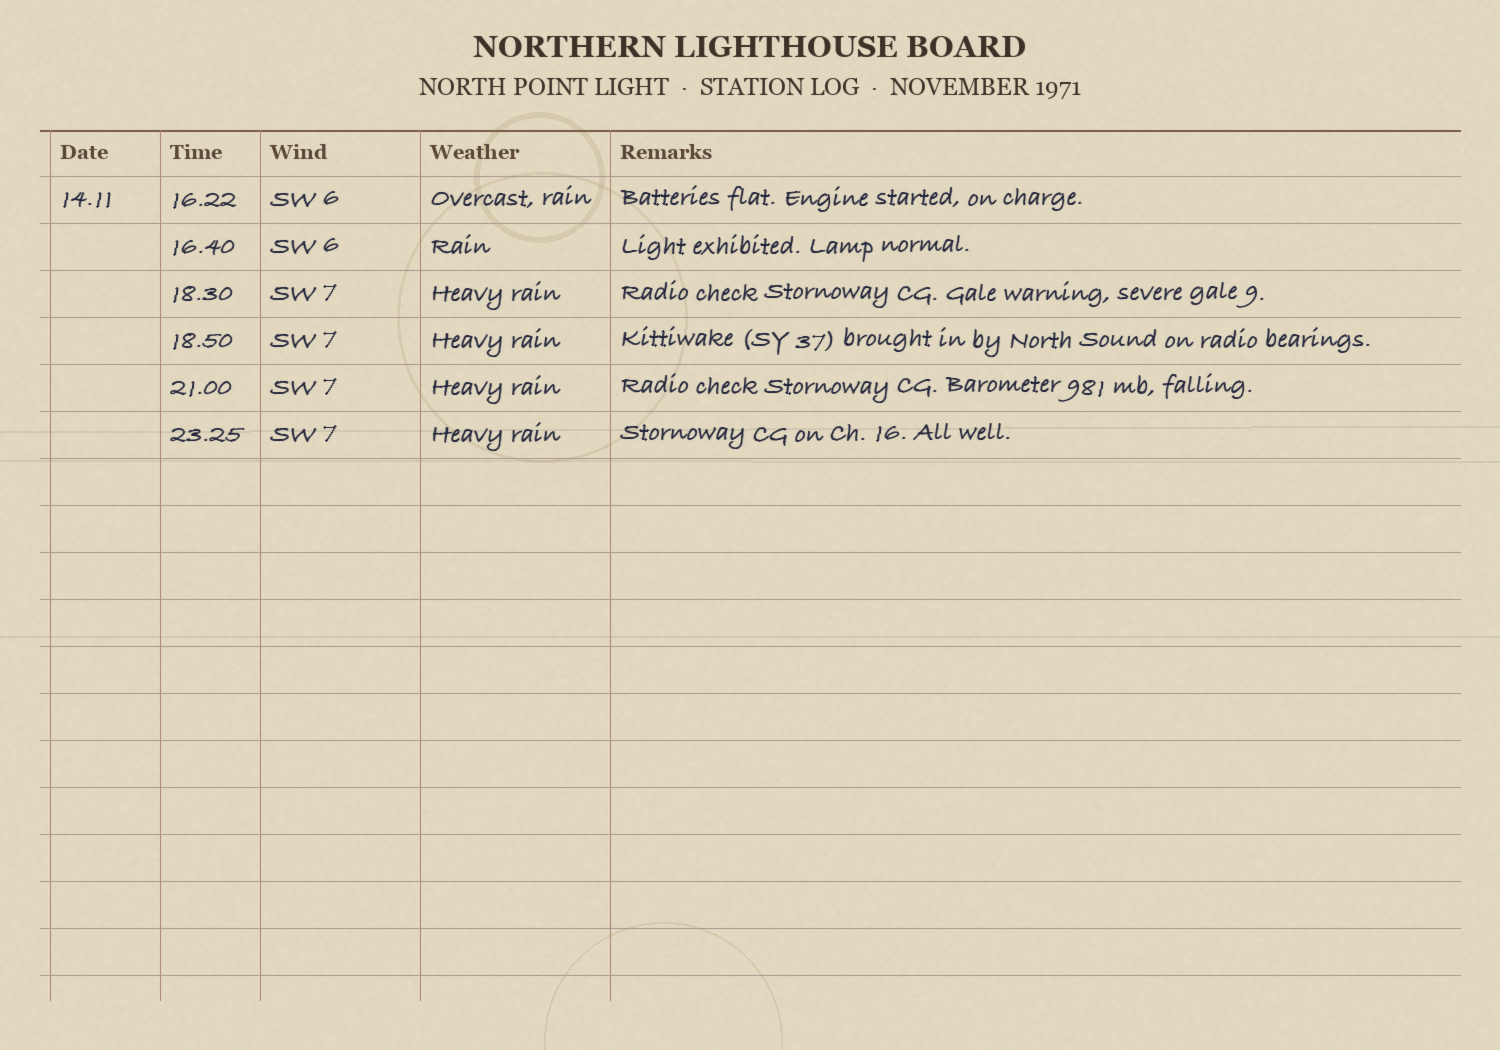 NORTHERN LIGHTHOUSE BOARD
NORTH POINT LIGHT · STATION LOG · NOVEMBER 1971
Date Time Wind Weather Remarks
14.11 16.22 SW 6 Overcast, rain Batteries flat. Engine started, on charge.
16.40 SW 6 Rain Light exhibited. Lamp normal.
18.30 SW 7 Heavy rain Radio check Stornoway CG. Gale warning, severe gale 9.
18.50 SW 7 Heavy rain Kittiwake (SY 37) brought in by North Sound on radio bearings.
21.00 SW 7 Heavy rain Radio check Stornoway CG. Barometer 981 mb, falling.
23.25 SW 7 Heavy rain Stornoway CG on Ch. 16. All well.